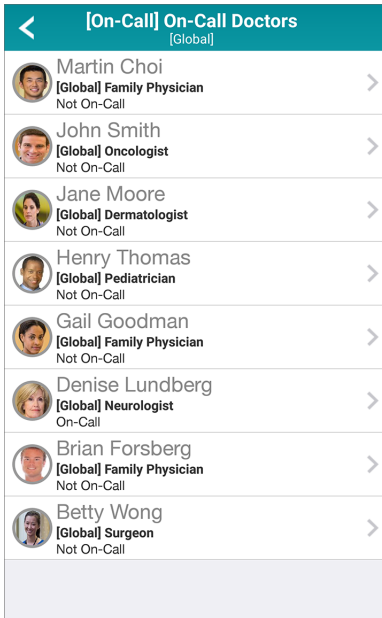 [On-Call] On-Call Doctors
[Global]
Martin Choi
[Global] Family Physician
Not On-Call
John Smith
[Global] Oncologist
Not On-Call
Jane Moore
[Global] Dermatologist
Not On-Call
Henry Thomas
[Global] Pediatrician
Not On-Call
Gail Goodman
[Global] Family Physician
Not On-Call
Denise Lundberg
[Global] Neurologist
On-Call
Brian Forsberg
[Global] Family Physician
Not On-Call
Betty Wong
[Global] Surgeon
Not On-Call